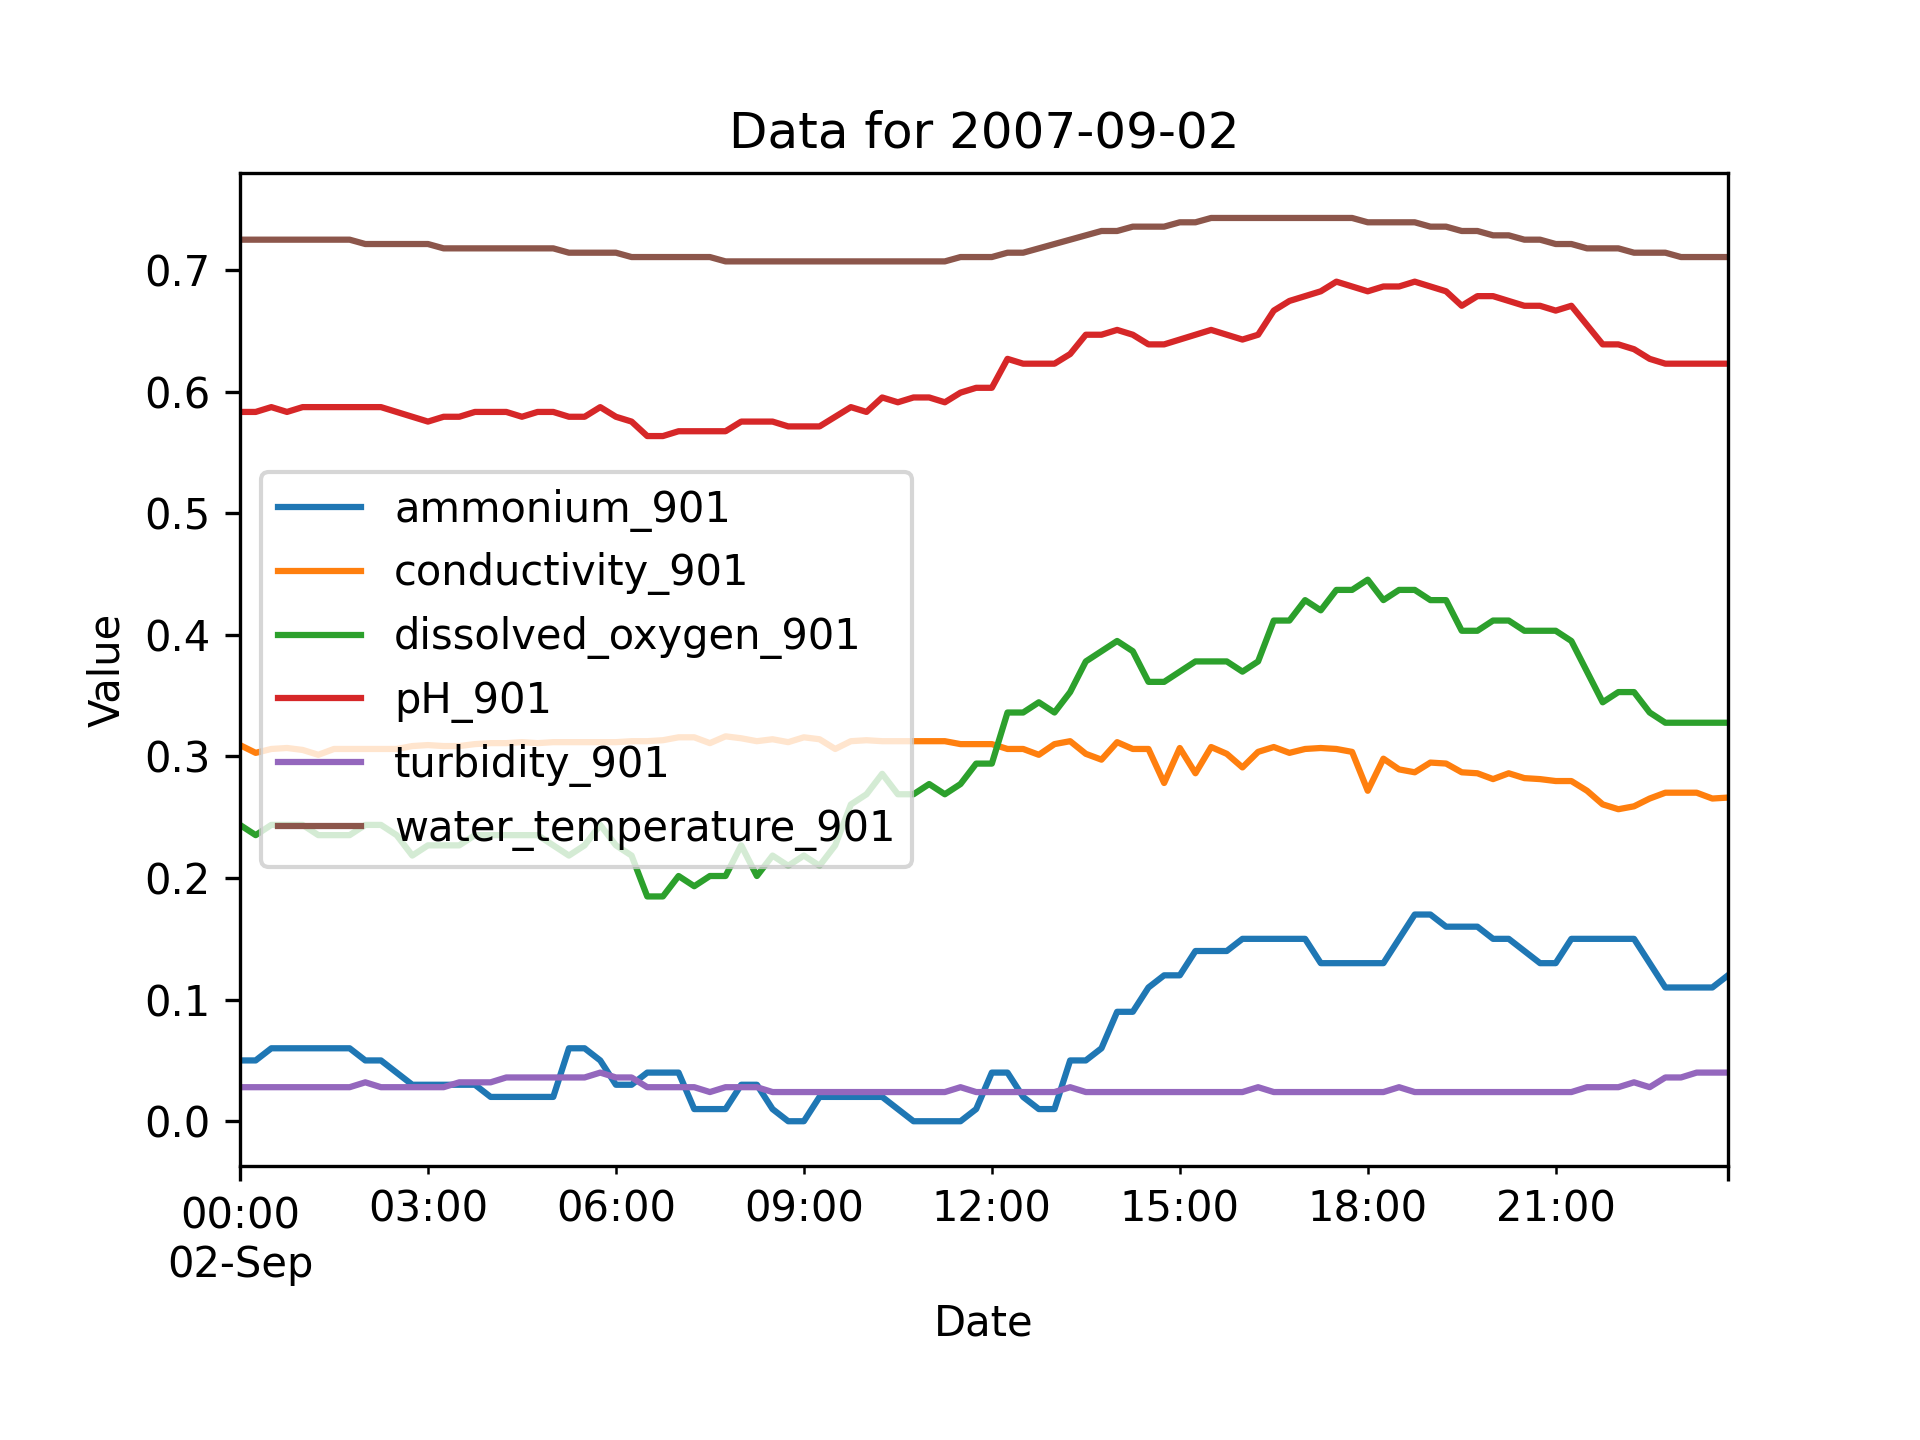 Data for 2007-09-02
0.7
0.6
0.5
0.4
0.3
0.2
0.1
0.0
Value
ammonium_901
conductivity_901
dissolved_oxygen_901
pH_901
turbidity_901
water_temperature_901
00:00 03:00 06:00 09:00 12:00 15:00 18:00 21:00
02-Sep
Date